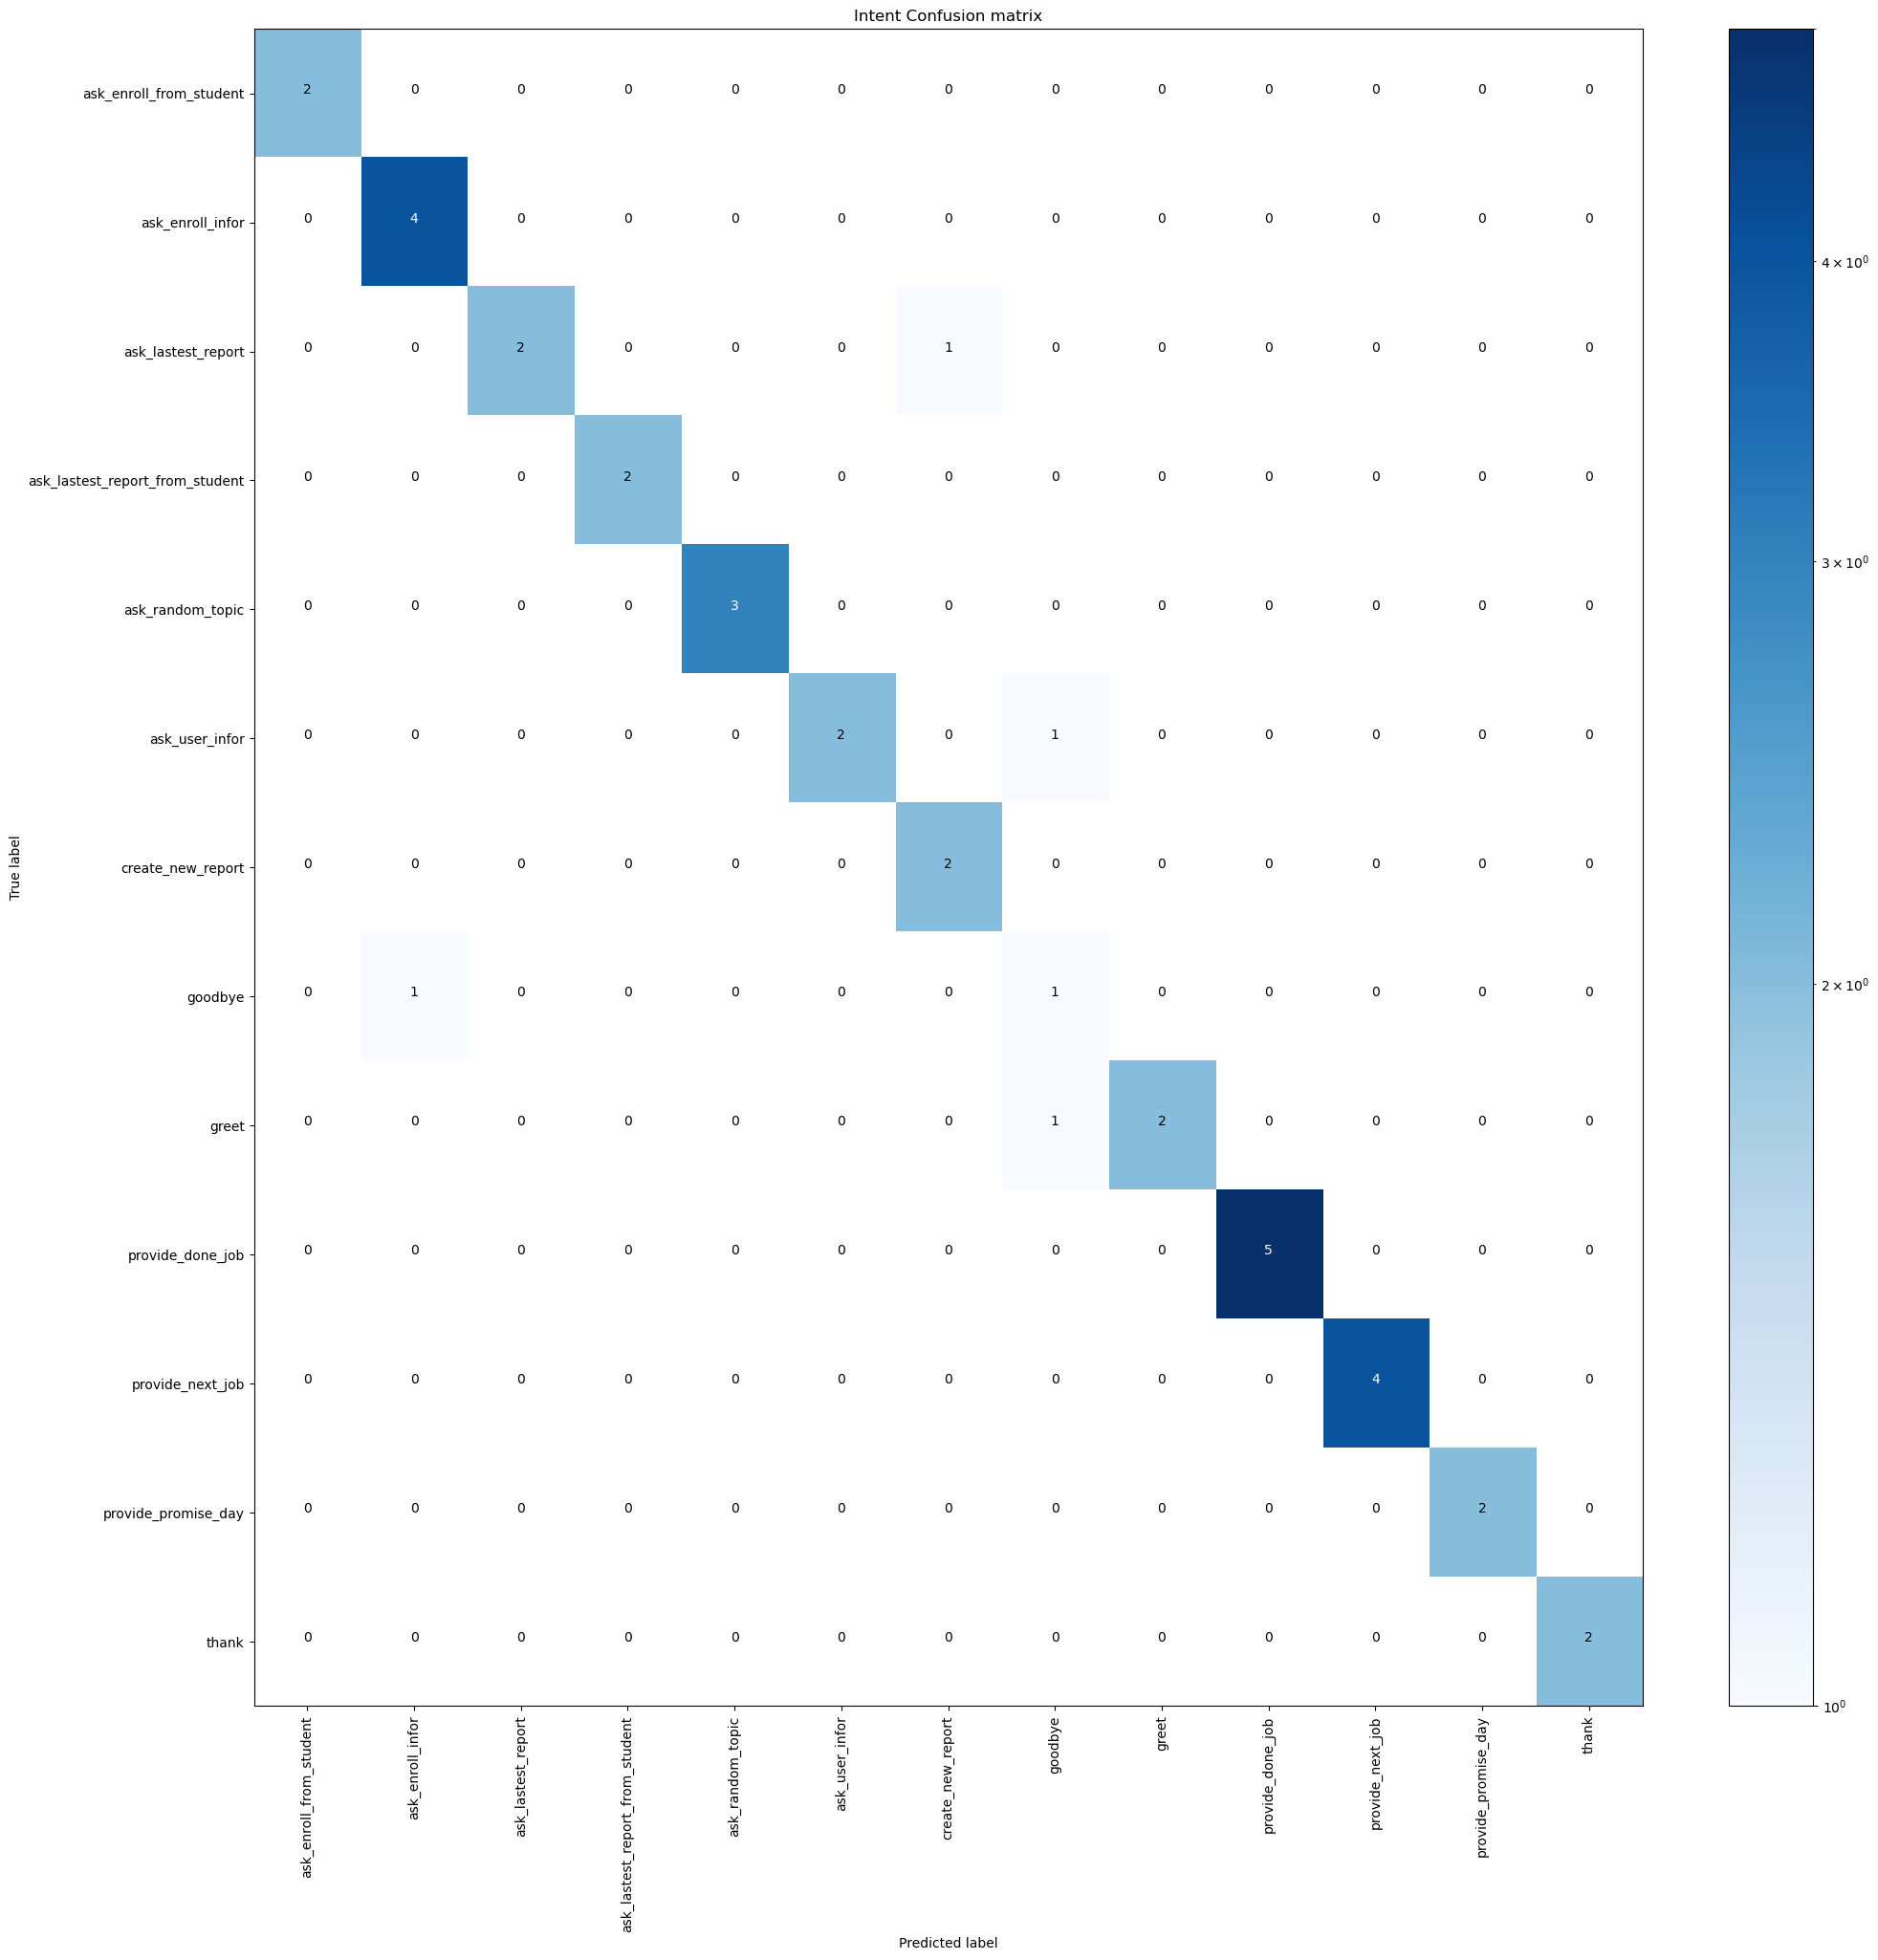 Intent Confusion matrix
ask_enroll_from_student 2 0 0 0 0 0 0 0 0 0 0 0 0
ask_enroll_infor 0 4 0 0 0 0 0 0 0 0 0 0 0
4 × 10⁰
ask_lastest_report 0 0 2 0 0 0 1 0 0 0 0 0 0
ask_lastest_report_from_student 0 0 0 2 0 0 0 0 0 0 0 0 0
3 × 10⁰
ask_random_topic 0 0 0 0 3 0 0 0 0 0 0 0 0
ask_user_infor 0 0 0 0 0 2 0 1 0 0 0 0 0
True label
create_new_report 0 0 0 0 0 0 2 0 0 0 0 0 0
goodbye 0 1 0 0 0 0 0 1 0 0 0 0 0
2 × 10⁰
greet 0 0 0 0 0 0 0 1 2 0 0 0 0
provide_done_job 0 0 0 0 0 0 0 0 0 5 0 0 0
provide_next_job 0 0 0 0 0 0 0 0 0 0 4 0 0
provide_promise_day 0 0 0 0 0 0 0 0 0 0 0 2 0
thank 0 0 0 0 0 0 0 0 0 0 0 0 2
10⁰
ask_enroll_from_student
ask_enroll_infor
ask_lastest_report
ask_lastest_report_from_student
ask_random_topic
ask_user_infor
create_new_report
goodbye
greet
provide_done_job
provide_next_job
provide_promise_day
thank
Predicted label